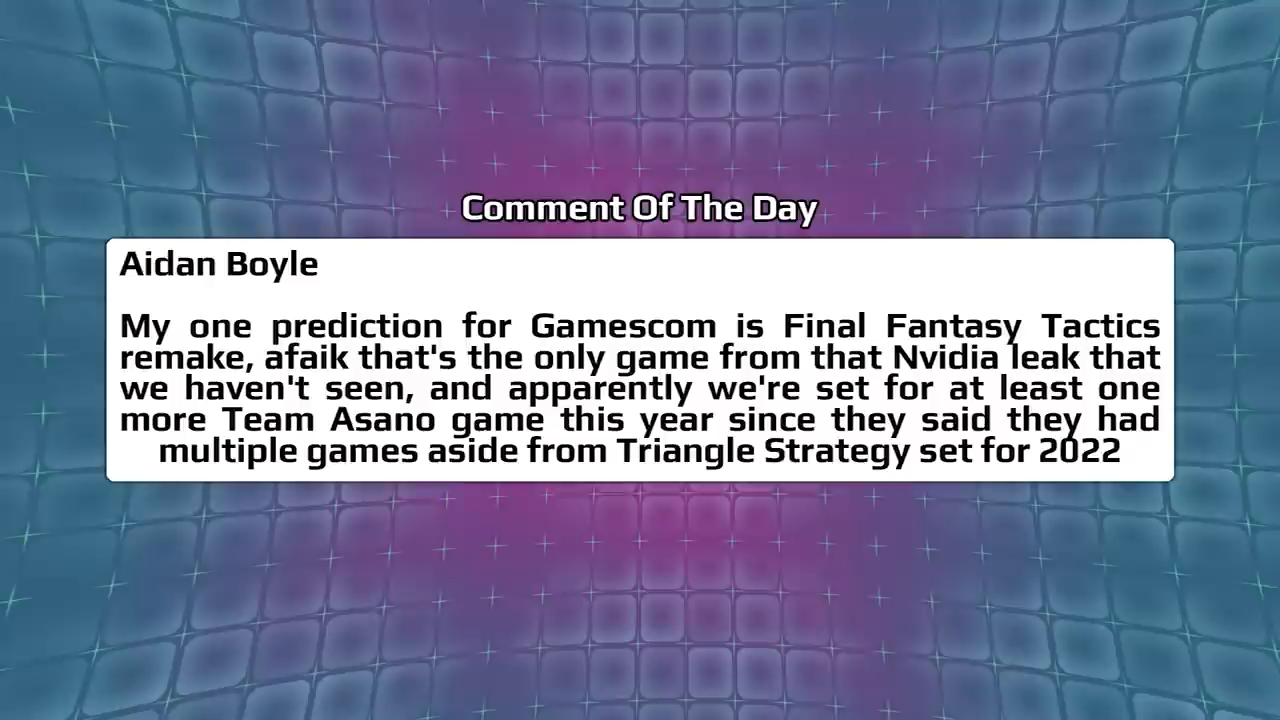 Comment Of The Day
Aidan Boyle
My one prediction for Gamescom is Final Fantasy Tactics
remake, afaik that's the only game from that Nvidia leak that
we haven't seen, and apparently we're set for at least one
more Team Asano game this year since they said they had
multiple games aside from Triangle Strategy set for 2022